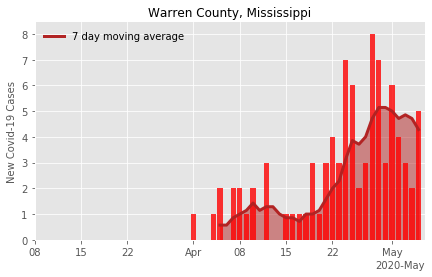 Warren County, Mississippi
7 day moving average
New Covid-19 Cases
8
7
6
5
4
3
2
1
0
08 15 22 Apr 08 15 22 May
2020-May